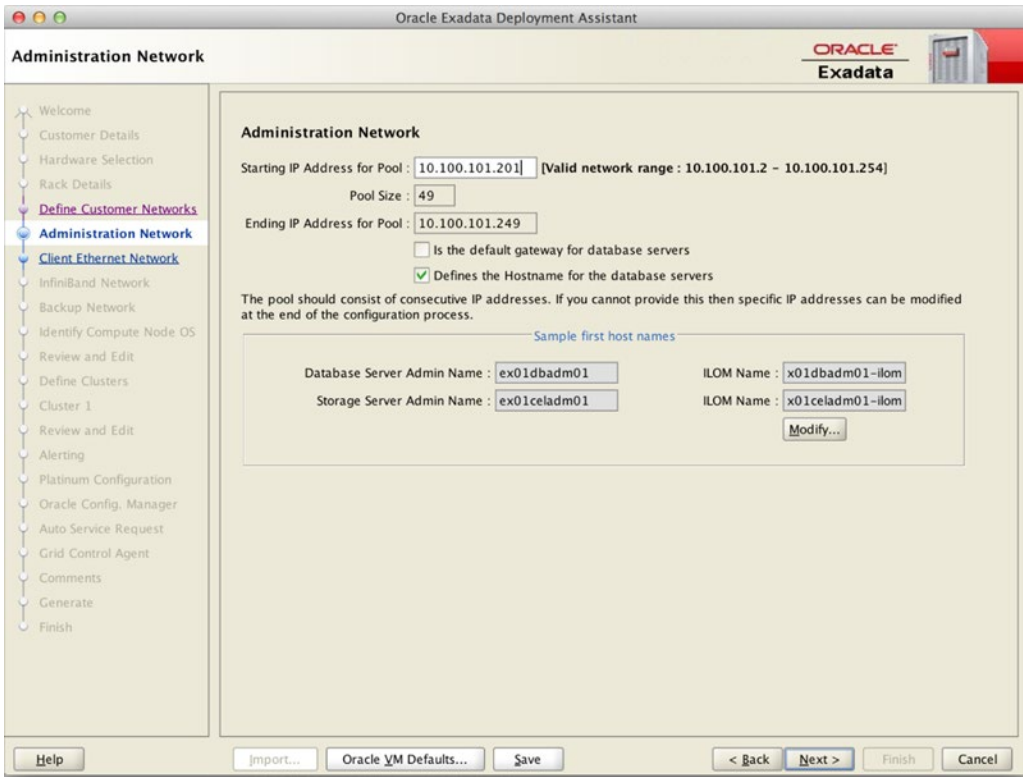 Oracle Exadata Deployment Assistant
Administration Network
ORACLE
Exadata
Welcome
Customer Details
Hardware Selection
Rack Details
Define Customer Networks
Administration Network
Client Ethernet Network
InfiniBand Network
Backup Network
Identify Compute Node OS
Review and Edit
Define Clusters
Cluster 1
Review and Edit
Alerting
Platinum Configuration
Oracle Config. Manager
Auto Service Request
Grid Control Agent
Comments
Generate
Finish
Administration Network
Starting IP Address for Pool : 10.100.101.201 [Valid network range : 10.100.101.2 - 10.100.101.254]
Pool Size : 49
Ending IP Address for Pool : 10.100.101.249
Is the default gateway for database servers
Defines the Hostname for the database servers
The pool should consist of consecutive IP addresses. If you cannot provide this then specific IP addresses can be modified
at the end of the configuration process.
Sample first host names
Database Server Admin Name : ex01dbadm01 ILOM Name : x01dbadm01-ilom
Storage Server Admin Name : ex01celadm01 ILOM Name : x01celadm01-ilom
Modify...
Help Import... Oracle VM Defaults... Save < Back Next > Finish Cancel